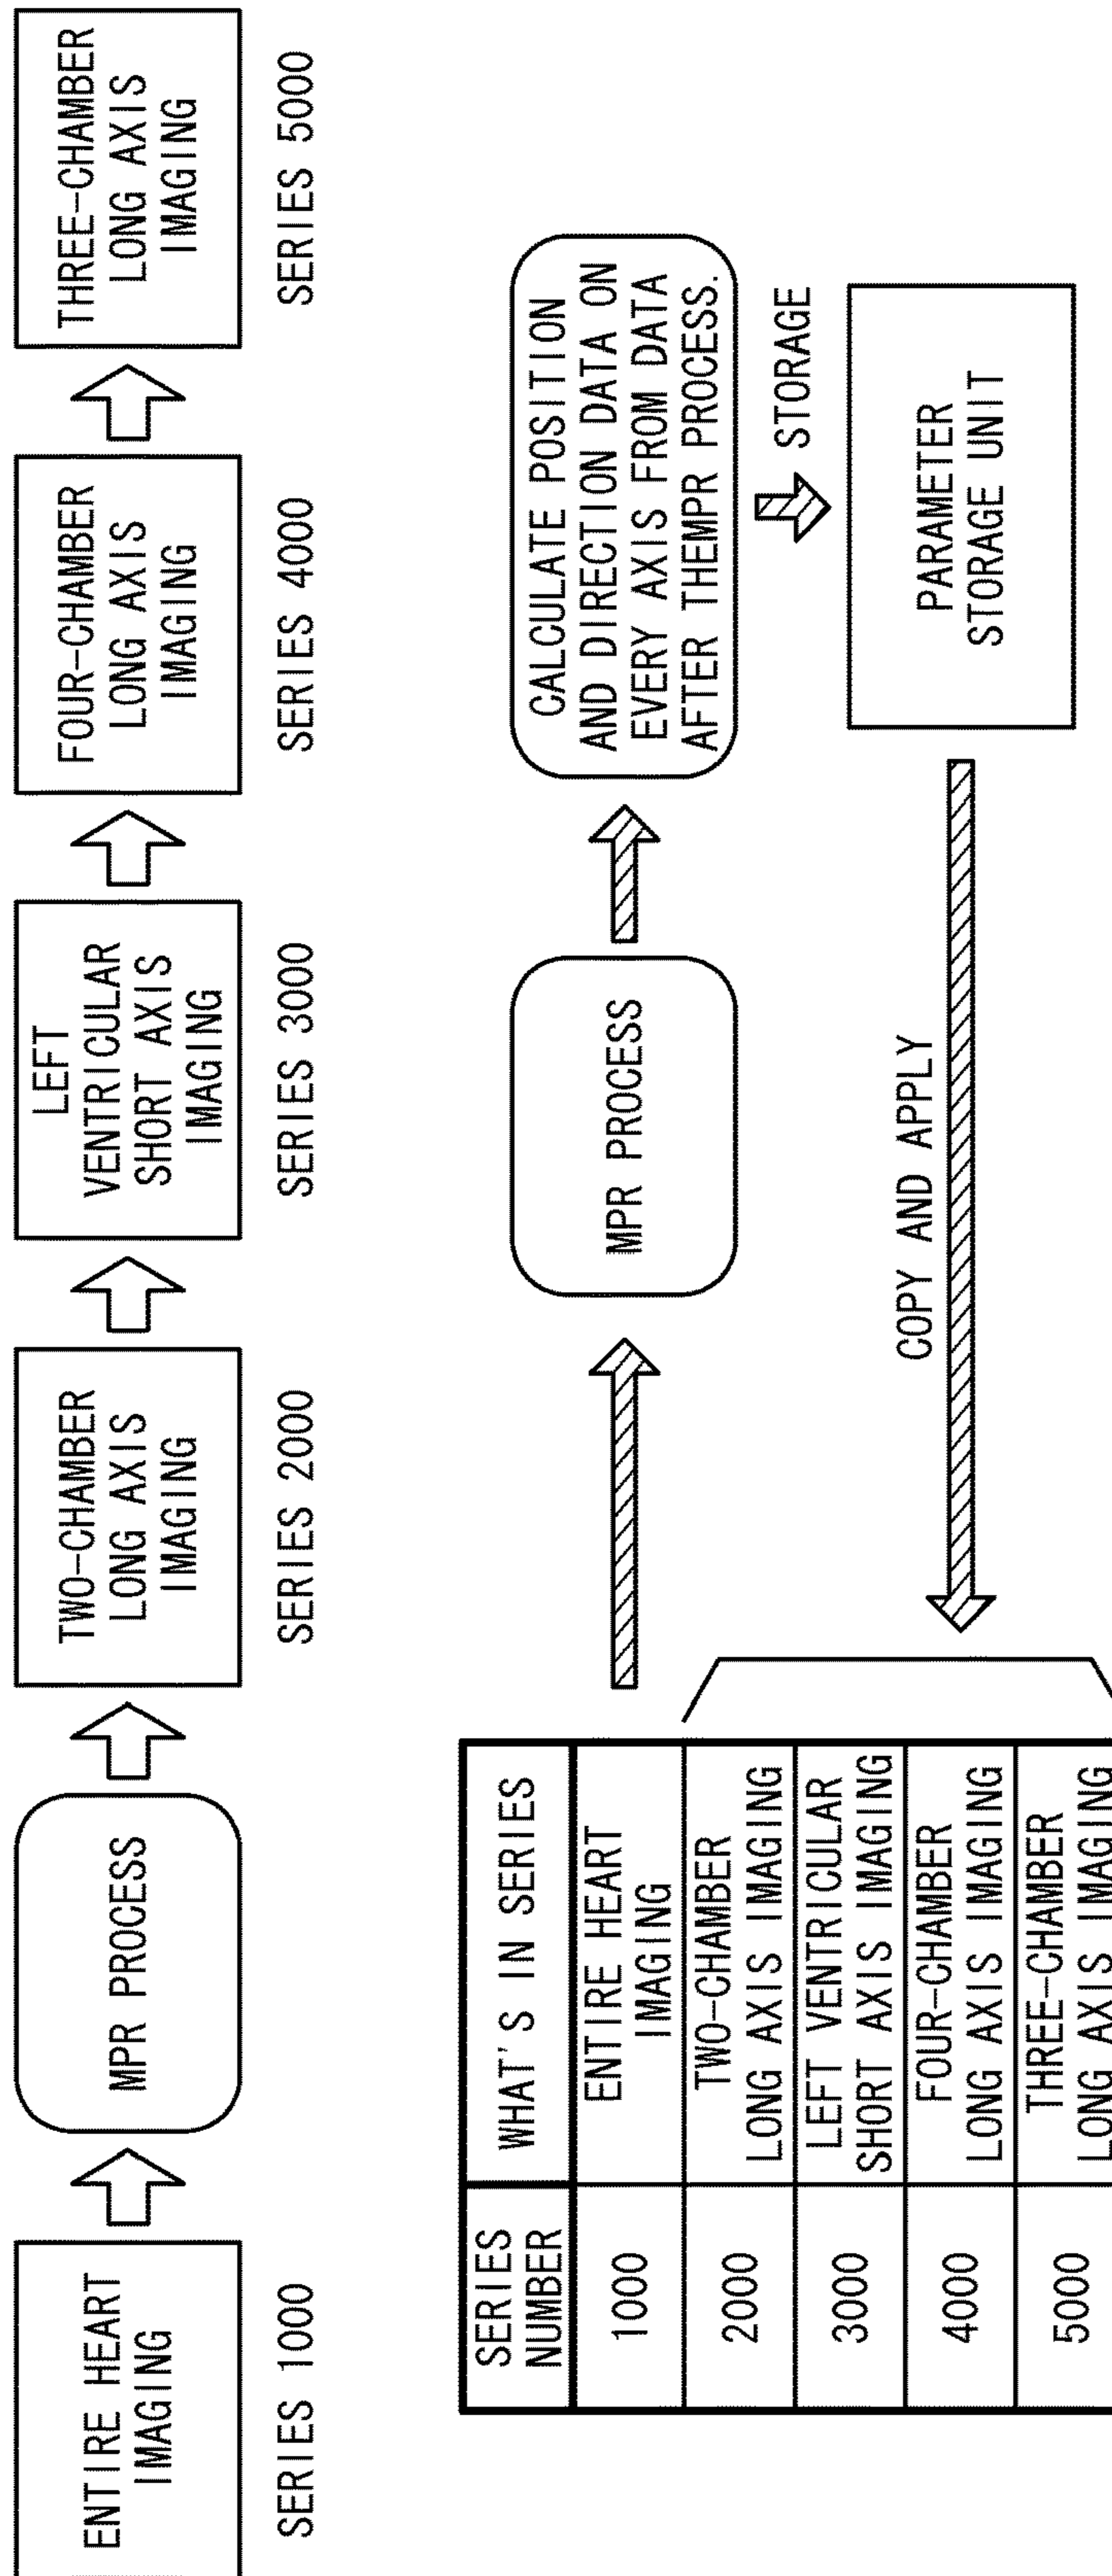 ENTIRE HEART
IMAGING
SERIES 1000
MPR PROCESS
TWO-CHAMBER
LONG AXIS
IMAGING
SERIES 2000
LEFT
VENTRICULAR
SHORT AXIS
IMAGING
SERIES 3000
FOUR-CHAMBER
LONG AXIS
IMAGING
SERIES 4000
THREE-CHAMBER
LONG AXIS
IMAGING
SERIES 5000
SERIES
NUMBER
WHAT'S IN SERIES
1000
ENTIRE HEART
IMAGING
2000
TWO-CHAMBER
LONG AXIS IMAGING
3000
LEFT VENTRICULAR
SHORT AXIS IMAGING
4000
FOUR-CHAMBER
LONG AXIS IMAGING
5000
THREE-CHAMBER
LONG AXIS IMAGING
MPR PROCESS
CALCULATE POSITION
AND DIRECTION DATA ON
EVERY AXIS FROM DATA
AFTER THEMPR PROCESS.
STORAGE
PARAMETER
STORAGE UNIT
COPY AND APPLY